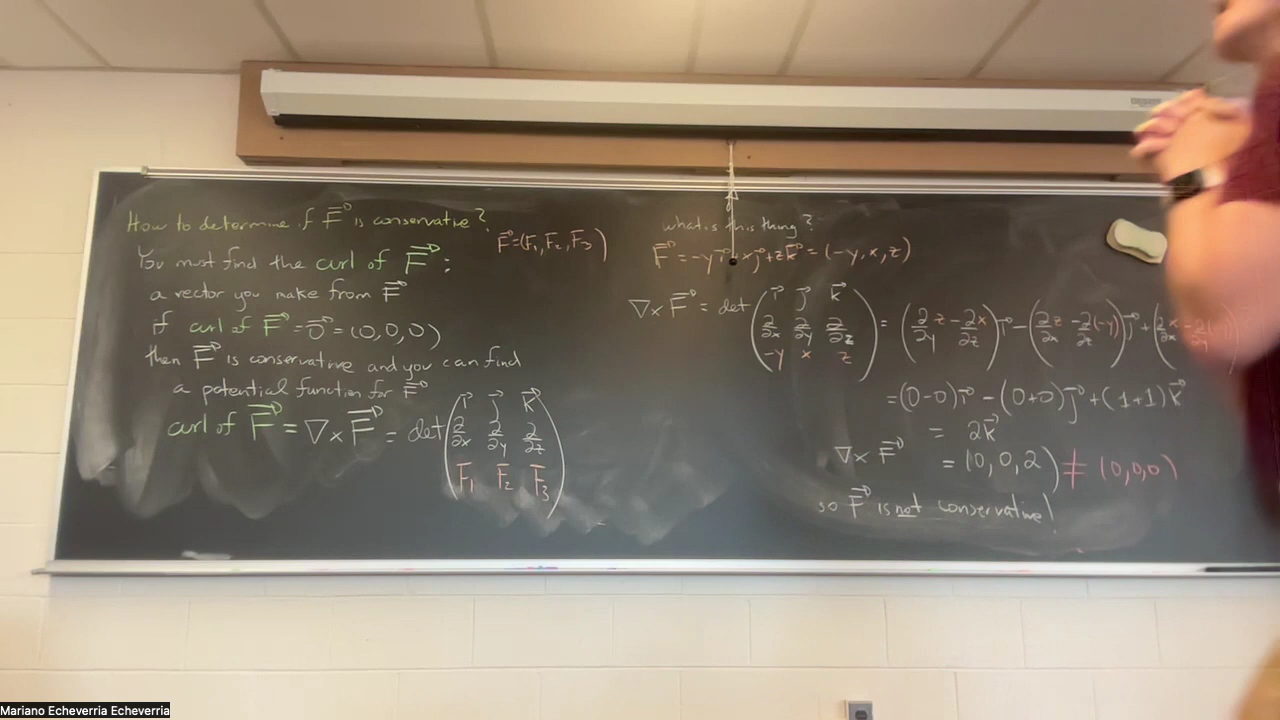 How to determine if F⃗ is conservative?
F⃗=(F₁,F₂,F₃)
You must find the curl of F⃗:
a vector you make from F⃗
if curl of F⃗=0⃗=(0,0,0)
then F⃗ is conservative and you can find
a potential function for F⃗
curl of F⃗ = ∇×F⃗ = det
i⃗ j⃗ k⃗
∂/∂x ∂/∂y ∂/∂z
F₁ F₂ F₃
what is this thing?
F⃗=-yi⃗+xj⃗+zk⃗=(-y,x,z)
∇×F⃗=det
i⃗ j⃗ k⃗
∂/∂x ∂/∂y ∂/∂z
-y x z
=(∂/∂y z-∂/∂z x)i⃗-(∂/∂x z-∂/∂z(-y))j⃗+(∂/∂x x-∂/∂y(-y))
=(0-0)i⃗-(0+0)j⃗+(1+1)k⃗
= 2k⃗
∇×F⃗ =(0,0,2)≠(0,0,0)
so F⃗ is not conservative!
Mariano Echeverria Echeverria